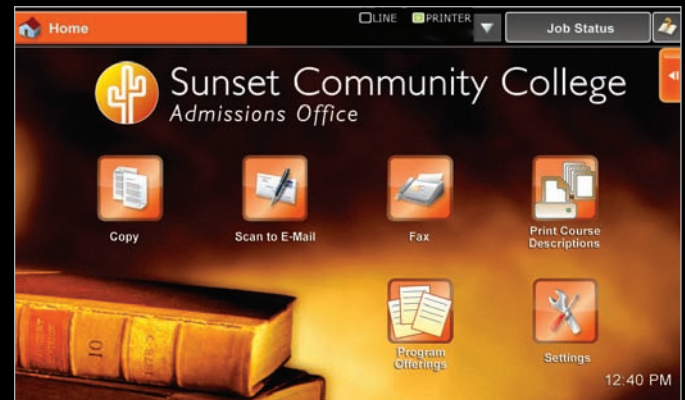 Home
LINE PRINTER
Job Status
Sunset Community College
Admissions Office
Copy
Scan to E-Mail
Fax
Print Course
Descriptions
Program
Offerings
Settings
10
12:40 PM